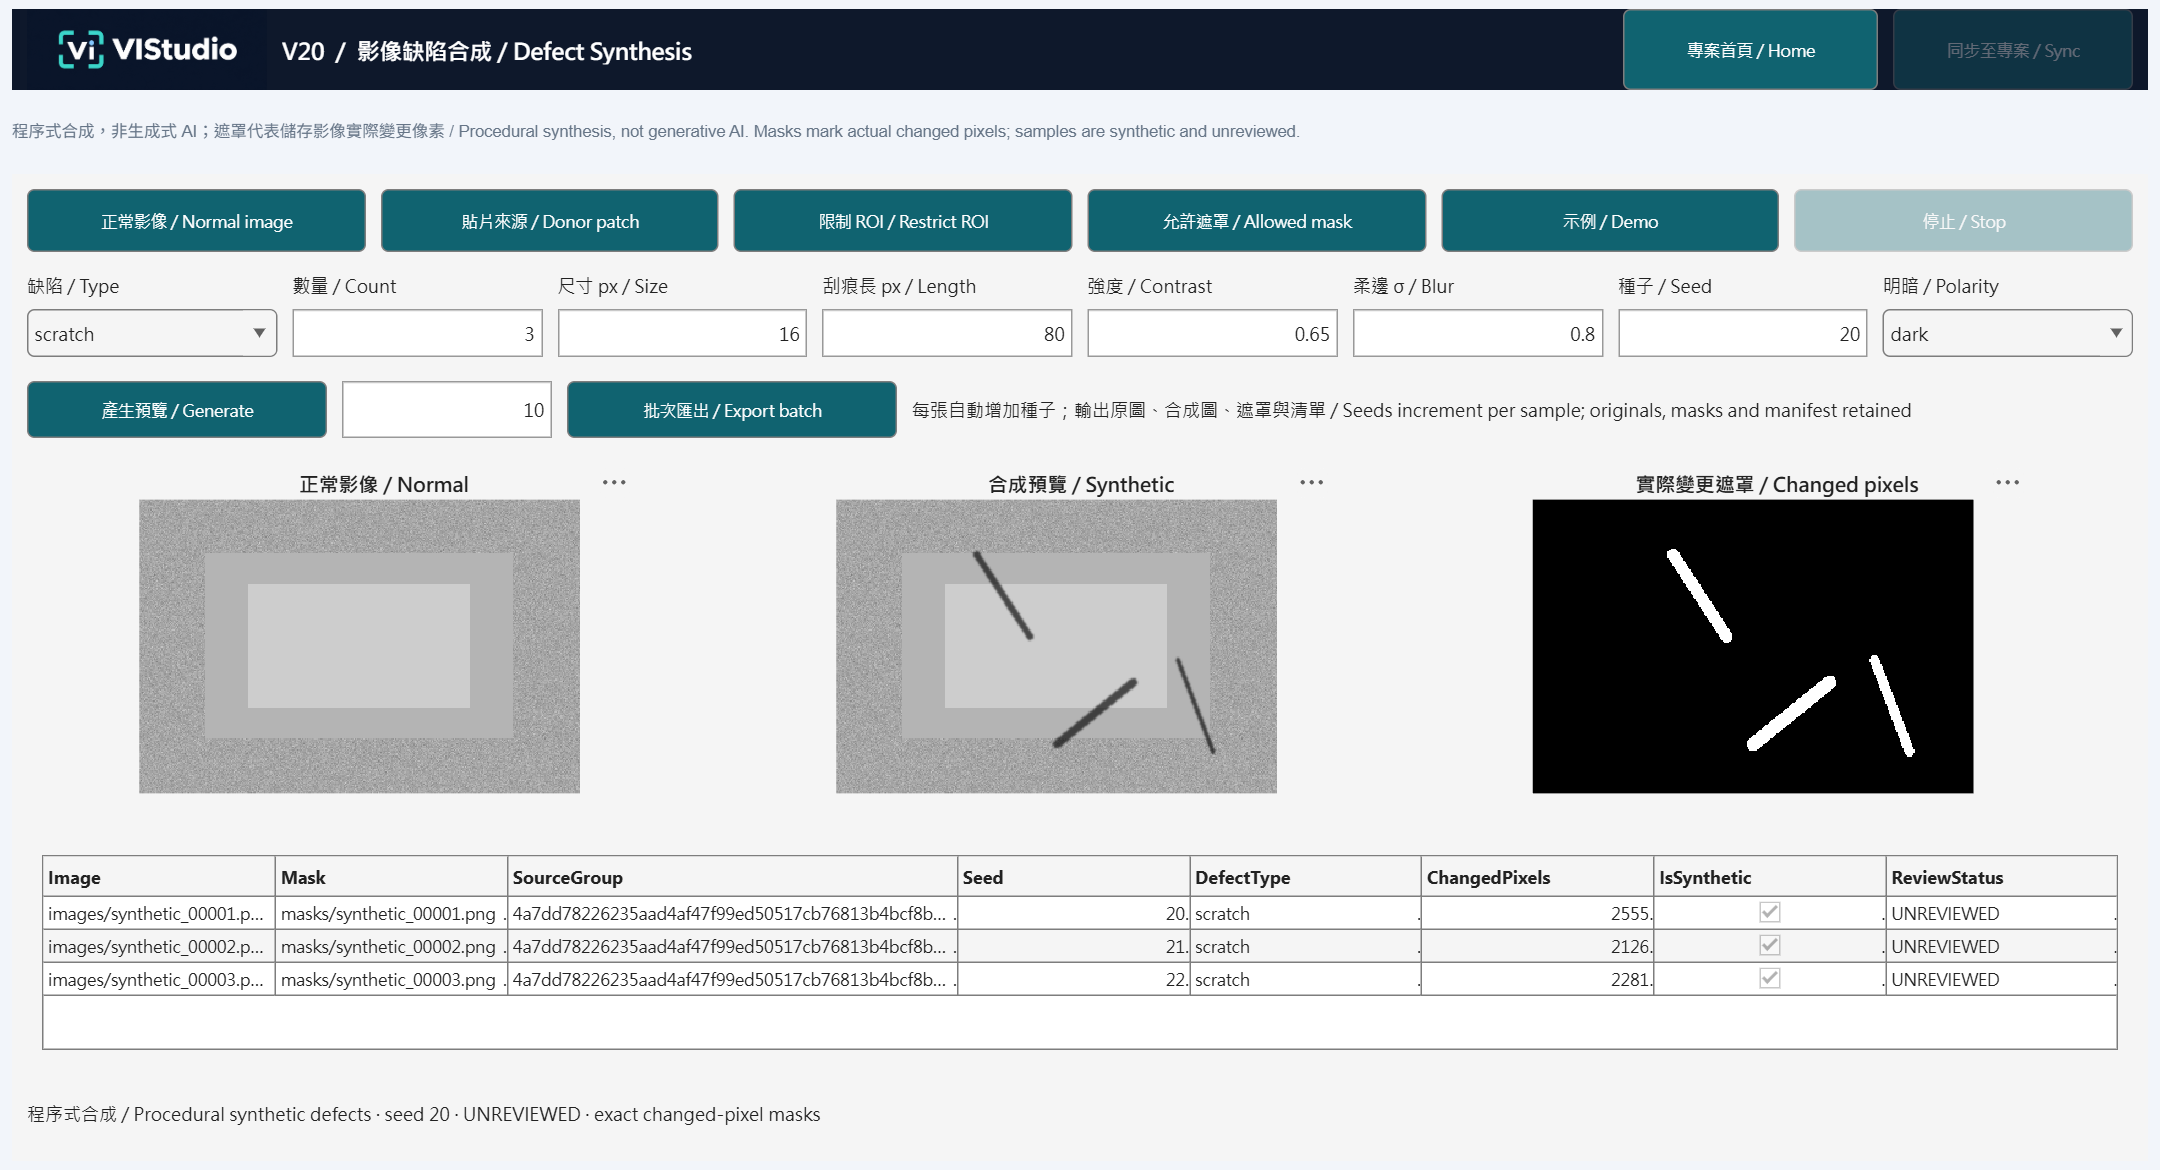 Vi VIStudio V20 / 影像缺陷合成 / Defect Synthesis 專案首頁 / Home 同步至專案 / Sync
程序式合成，非生成式 AI；遮罩代表儲存影像實際變更像素 / Procedural synthesis, not generative AI. Masks mark actual changed pixels; samples are synthetic and unreviewed.
正常影像 / Normal image 貼片來源 / Donor patch 限制 ROI / Restrict ROI 允許遮罩 / Allowed mask 示例 / Demo 停止 / Stop
缺陷 / Type 數量 / Count 尺寸 px / Size 刮痕長 px / Length 強度 / Contrast 柔邊 σ / Blur 種子 / Seed 明暗 / Polarity
scratch 3 16 80 0.65 0.8 20 dark
產生預覽 / Generate 10 批次匯出 / Export batch 每張自動增加種子；輸出原圖、合成圖、遮罩與清單 / Seeds increment per sample; originals, masks and manifest retained
正常影像 / Normal ... 合成預覽 / Synthetic ... 實際變更遮罩 / Changed pixels ...
Image Mask SourceGroup Seed DefectType ChangedPixels IsSynthetic ReviewStatus
images/synthetic_00001.p... masks/synthetic_00001.png 4a7dd78226235aad4af47f99ed50517cb76813b4bcf8b... 20 scratch 2555 UNREVIEWED
images/synthetic_00002.p... masks/synthetic_00002.png 4a7dd78226235aad4af47f99ed50517cb76813b4bcf8b... 21 scratch 2126 UNREVIEWED
images/synthetic_00003.p... masks/synthetic_00003.png 4a7dd78226235aad4af47f99ed50517cb76813b4bcf8b... 22 scratch 2281 UNREVIEWED
程序式合成 / Procedural synthetic defects · seed 20 · UNREVIEWED · exact changed-pixel masks